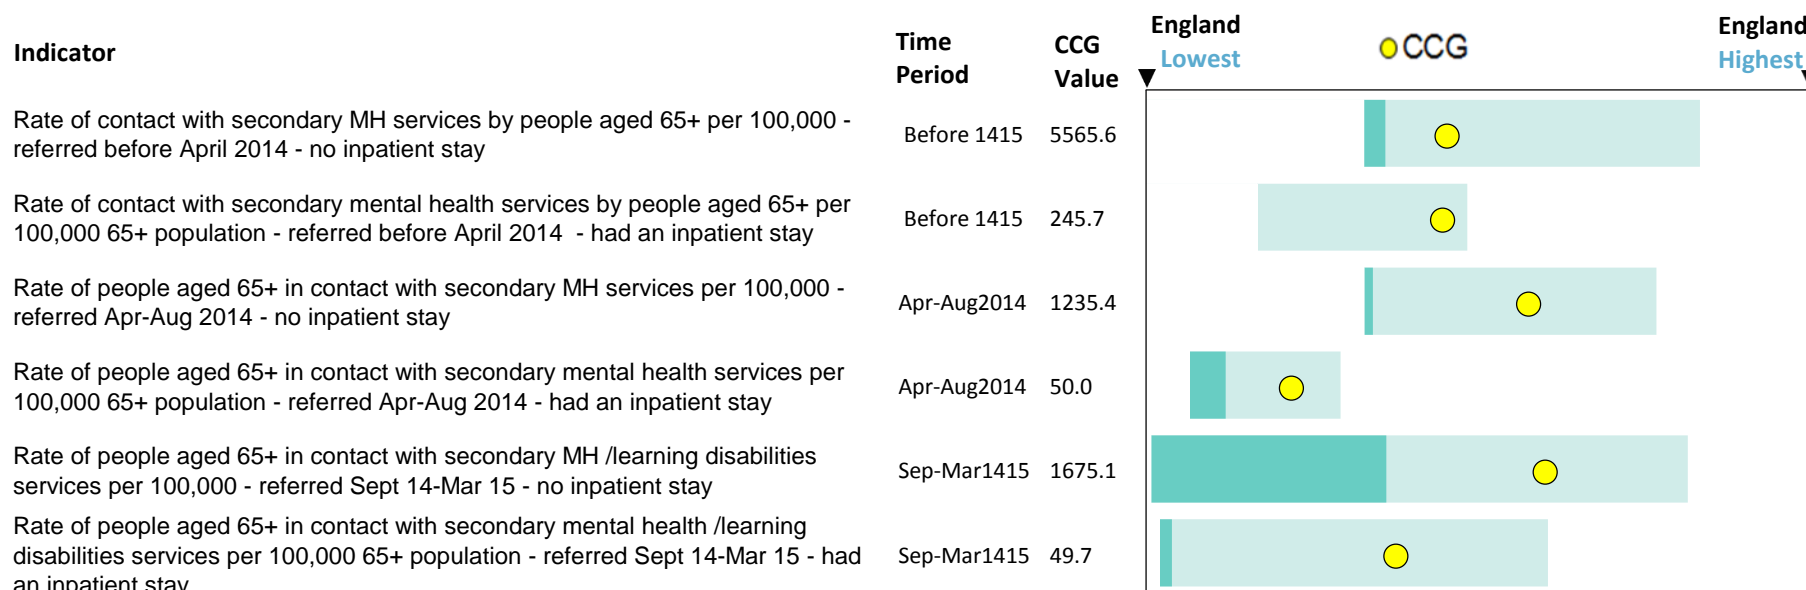 Indicator
Time
Period
CCG
Value
England
Lowest
CCG
England
Highest
Rate of contact with secondary MH services by people aged 65+ per 100,000 -
referred before April 2014 - no inpatient stay
Before 1415
5565.6
Rate of contact with secondary mental health services by people aged 65+ per
100,000 65+ population - referred before April 2014  - had an inpatient stay
Before 1415
245.7
Rate of people aged 65+ in contact with secondary MH services per 100,000 -
referred Apr-Aug 2014 - no inpatient stay
Apr-Aug2014
1235.4
Rate of people aged 65+ in contact with secondary mental health services per
100,000 65+ population - referred Apr-Aug 2014 - had an inpatient stay
Apr-Aug2014
50.0
Rate of people aged 65+ in contact with secondary MH /learning disabilities
services per 100,000 - referred Sept 14-Mar 15 - no inpatient stay
Sep-Mar1415
1675.1
Rate of people aged 65+ in contact with secondary mental health /learning
disabilities services per 100,000 65+ population - referred Sept 14-Mar 15 - had
an inpatient stay
Sep-Mar1415
49.7